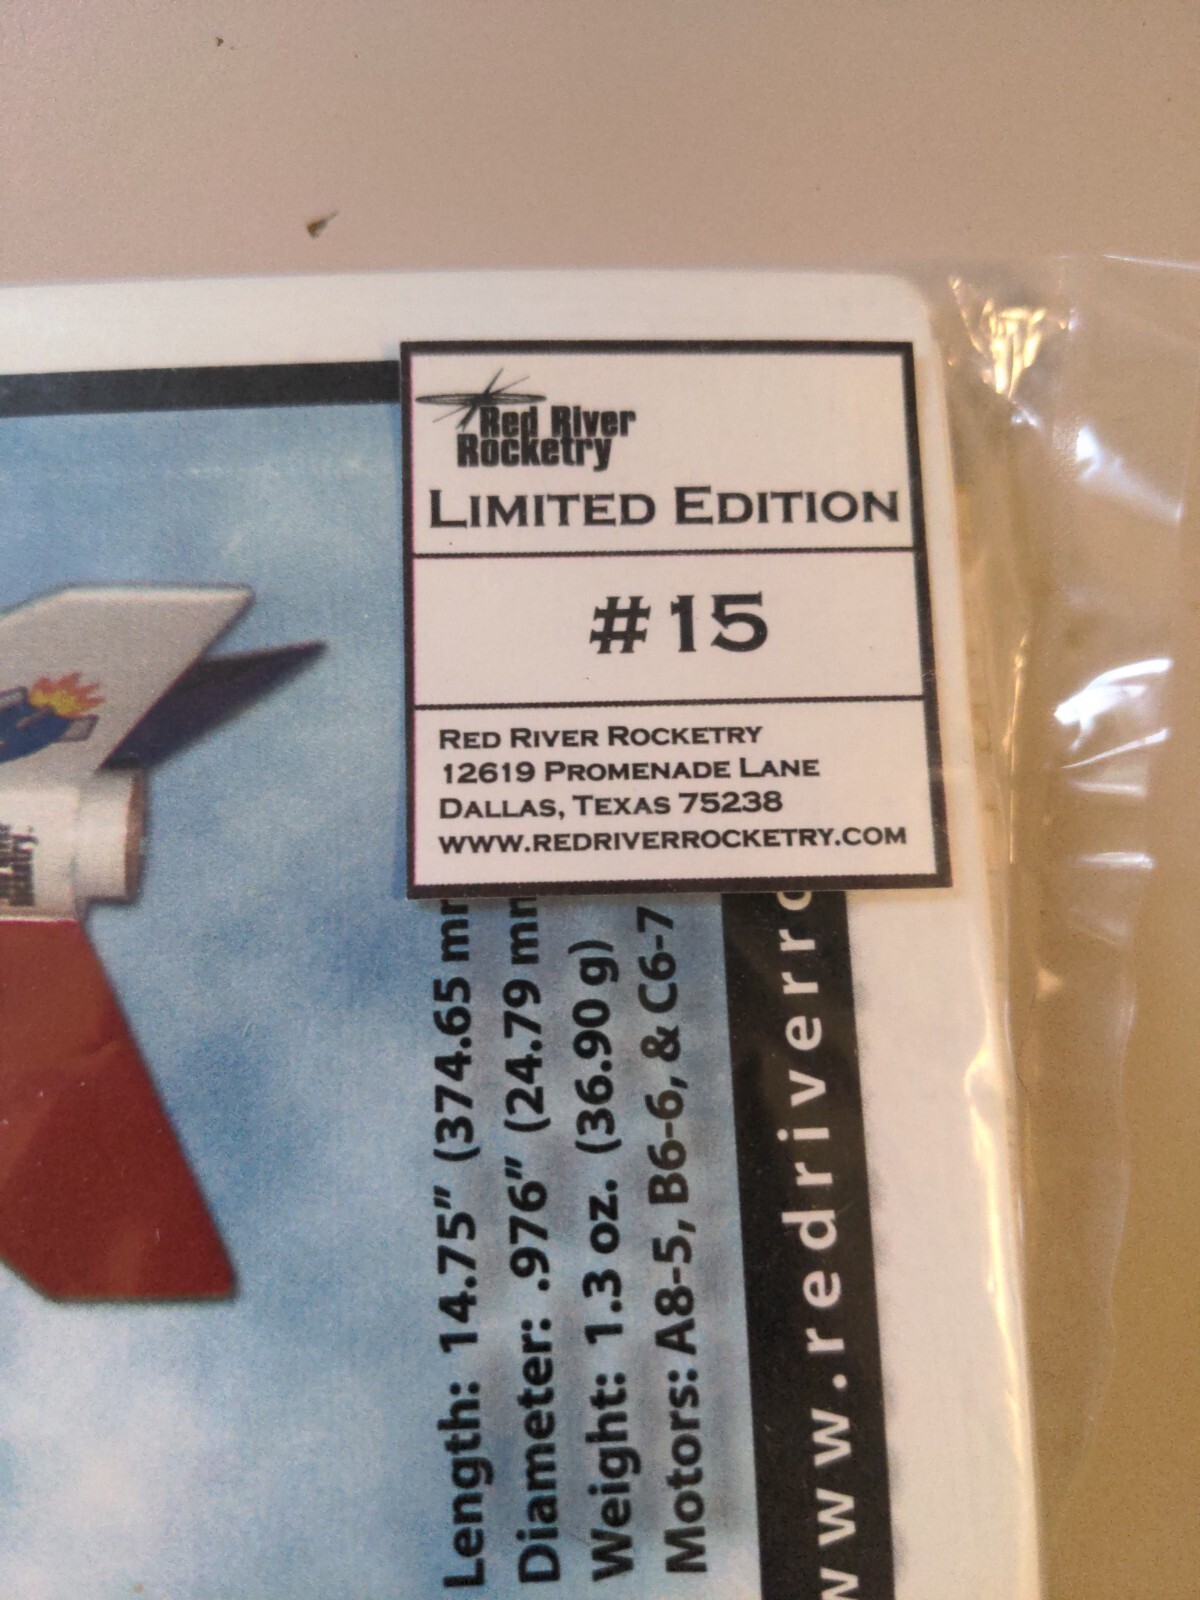 Red River
Rocketry
LIMITED EDITION
#15
RED RIVER ROCKETRY
12619 PROMENADE LANE
DALLAS, TEXAS 75238
WWW.REDRIVERROCKETRY.COM
Length: 14.75" (374.65 m
Diameter: .976" (24.79 m
Weight: 1.3 oz. (36.90 g)
Motors: A8-5, B6-6, & C6-7
www.redriverro